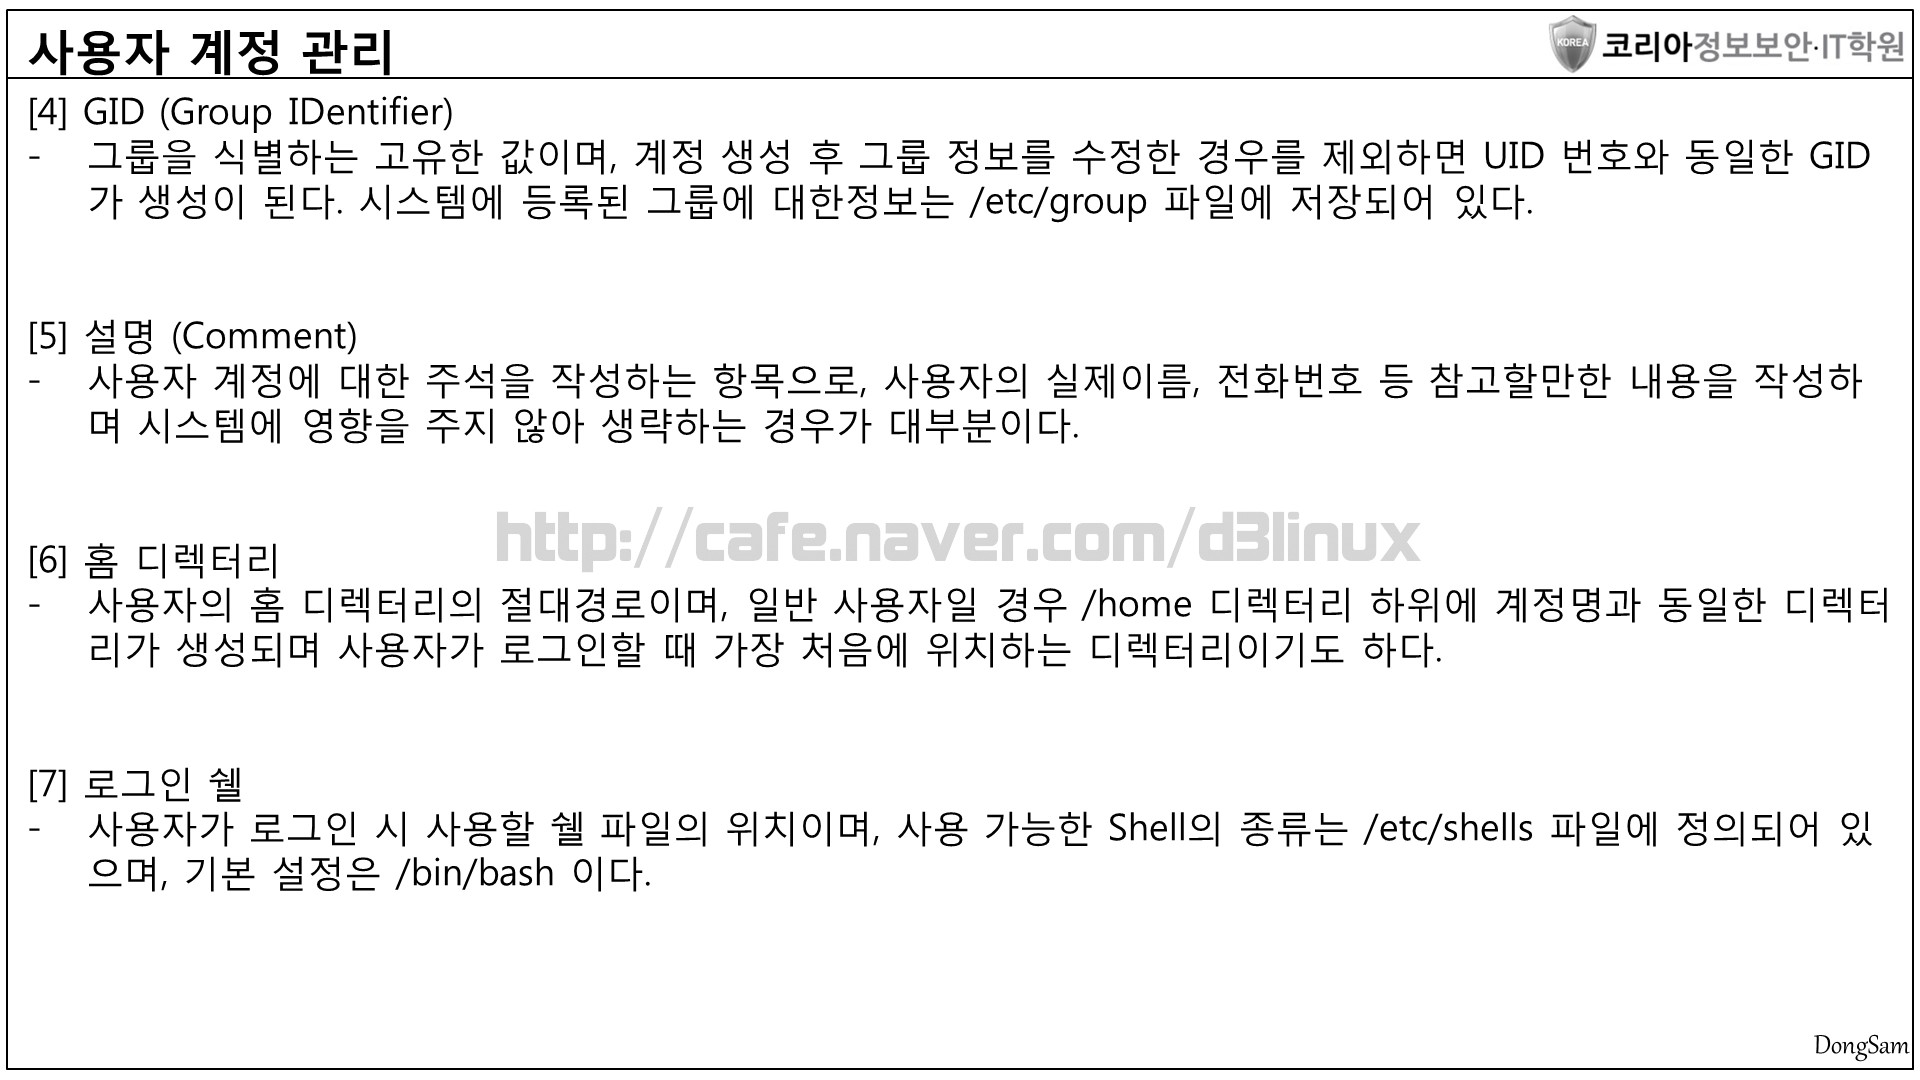 사용자 계정 관리
KOREA
코리아정보보안·IT학원
[4] GID (Group IDentifier)
- 그룹을 식별하는 고유한 값이며, 계정 생성 후 그룹 정보를 수정한 경우를 제외하면 UID 번호와 동일한 GID
가 생성이 된다. 시스템에 등록된 그룹에 대한정보는 /etc/group 파일에 저장되어 있다.
[5] 설명 (Comment)
- 사용자 계정에 대한 주석을 작성하는 항목으로, 사용자의 실제이름, 전화번호 등 참고할만한 내용을 작성하
며 시스템에 영향을 주지 않아 생략하는 경우가 대부분이다.
http://cafe.naver.com/d3linux
[6] 홈 디렉터리
- 사용자의 홈 디렉터리의 절대경로이며, 일반 사용자일 경우 /home 디렉터리 하위에 계정명과 동일한 디렉터
리가 생성되며 사용자가 로그인할 때 가장 처음에 위치하는 디렉터리이기도 하다.
[7] 로그인 쉘
- 사용자가 로그인 시 사용할 쉘 파일의 위치이며, 사용 가능한 Shell의 종류는 /etc/shells 파일에 정의되어 있
으며, 기본 설정은 /bin/bash 이다.
DongSam